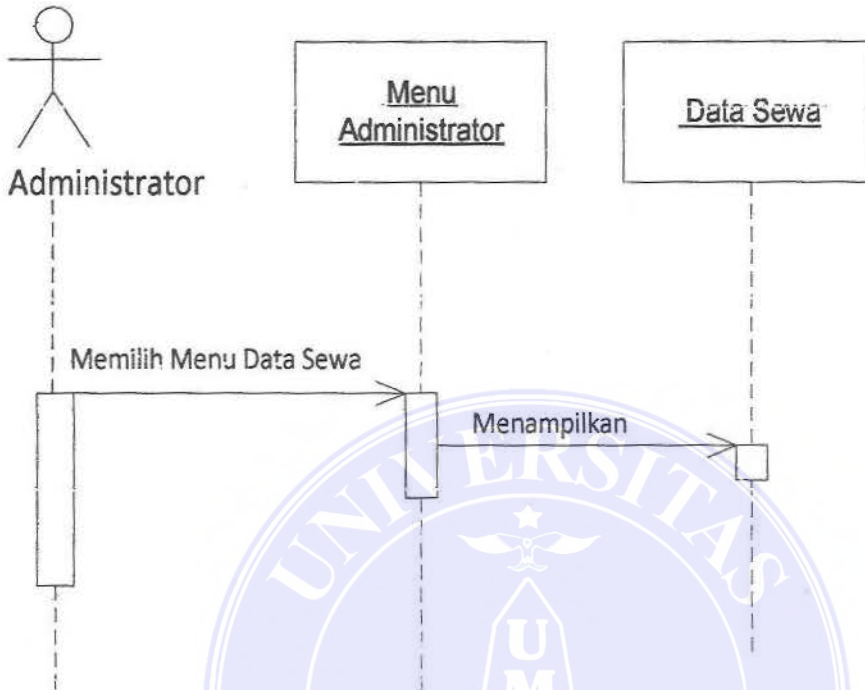 Menu
Administrator
Data Sewa
Administrator
Memilih Menu Data Sewa
Menampilkan
UNIVERSITAS
U
M